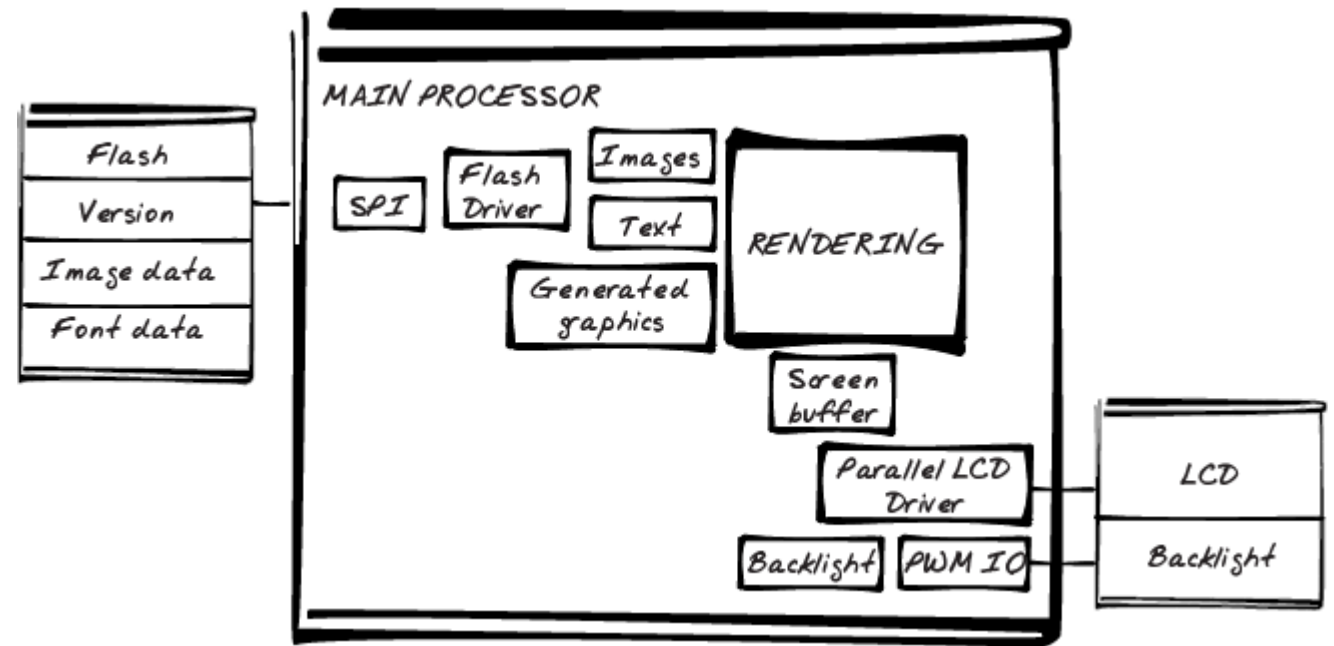 MAIN PROCESSOR
Flash
Version
Image data
Font data
SPI
Flash
Driver
Images
Text
Generated
graphics
RENDERING
Screen
buffer
Parallel LCD
Driver
Backlight
PWM IO
LCD
Backlight